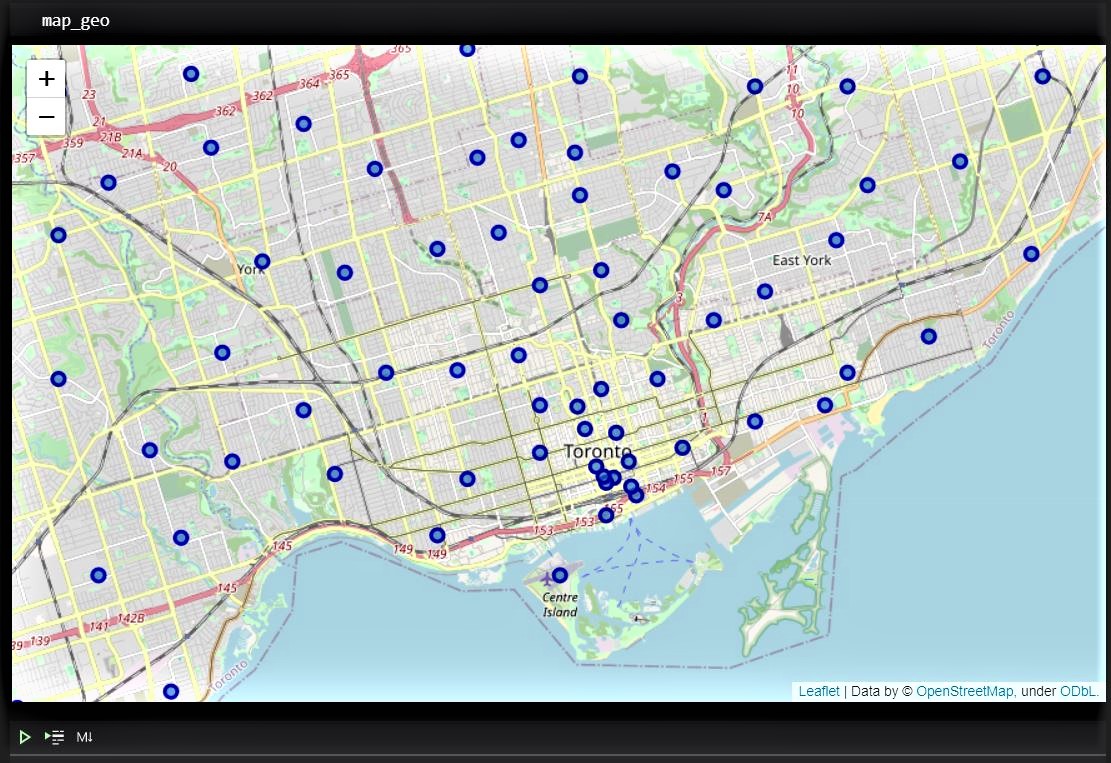 map_geo
+
−
365
365
364
362
362
23
21
21B
21A
359
357
20
11
10
10
7A
York
East York
3
Toronto
1
Toronto
157
155
154
155
153
153
149
149
145
145
142B
141
139
39
Centre
Island
Toronto
Leaflet | Data by © OpenStreetMap, under ODbL.
M↓